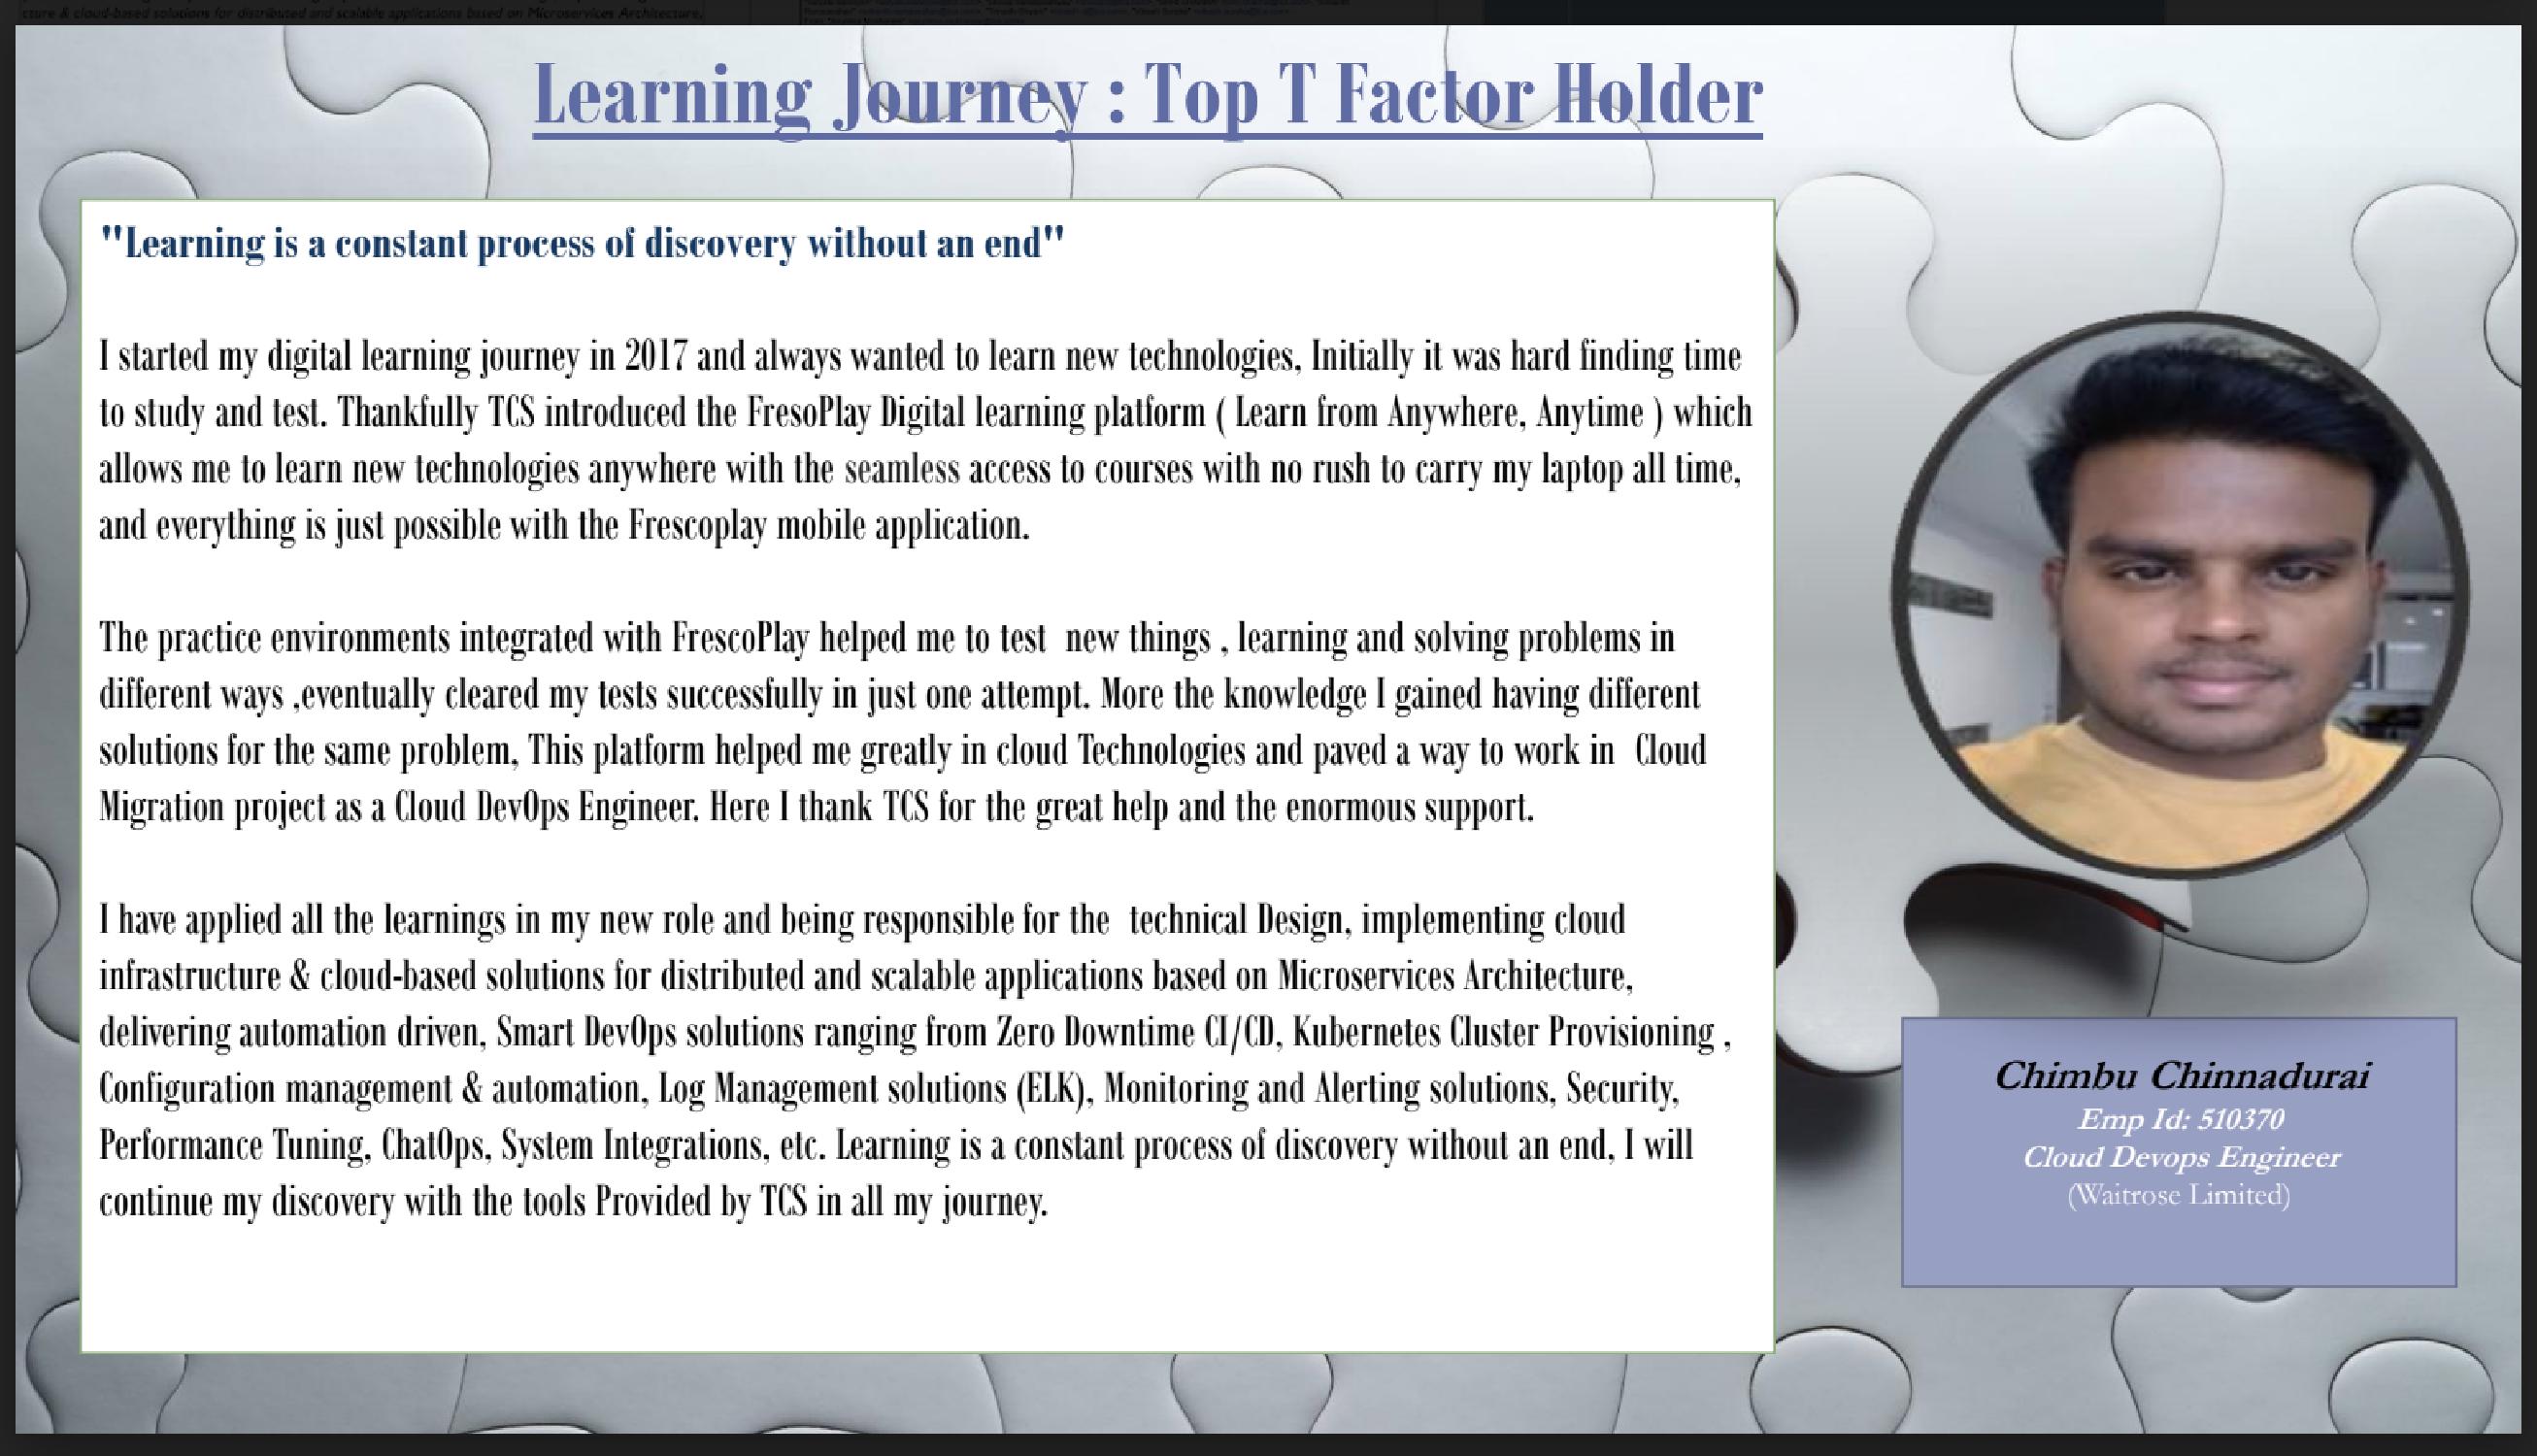 ture & cloud-based solutions for distributed and scalable applications based on Microservices Architecture,
Learning Journey : Top T Factor Holder
"Learning is a constant process of discovery without an end"
I started my digital learning journey in 2017 and always wanted to learn new technologies, Initially it was hard finding time
to study and test. Thankfully TCS introduced the FresoPlay Digital learning platform ( Learn from Anywhere, Anytime ) which
allows me to learn new technologies anywhere with the seamless access to courses with no rush to carry my laptop all time,
and everything is just possible with the Frescoplay mobile application.
The practice environments integrated with FrescoPlay helped me to test  new things , learning and solving problems in
different ways ,eventually cleared my tests successfully in just one attempt. More the knowledge I gained having different
solutions for the same problem, This platform helped me greatly in cloud Technologies and paved a way to work in  Cloud
Migration project as a Cloud DevOps Engineer. Here I thank TCS for the great help and the enormous support.
I have applied all the learnings in my new role and being responsible for the  technical Design, implementing cloud
infrastructure & cloud-based solutions for distributed and scalable applications based on Microservices Architecture,
delivering automation driven, Smart DevOps solutions ranging from Zero Downtime CI/CD, Kubernetes Cluster Provisioning ,
Configuration management & automation, Log Management solutions (ELK), Monitoring and Alerting solutions, Security,
Performance Tuning, ChatOps, System Integrations, etc. Learning is a constant process of discovery without an end, I will
continue my discovery with the tools Provided by TCS in all my journey.
Chimbu Chinnadurai
Emp Id: 510370
Cloud Devops Engineer
(Waitrose Limited)